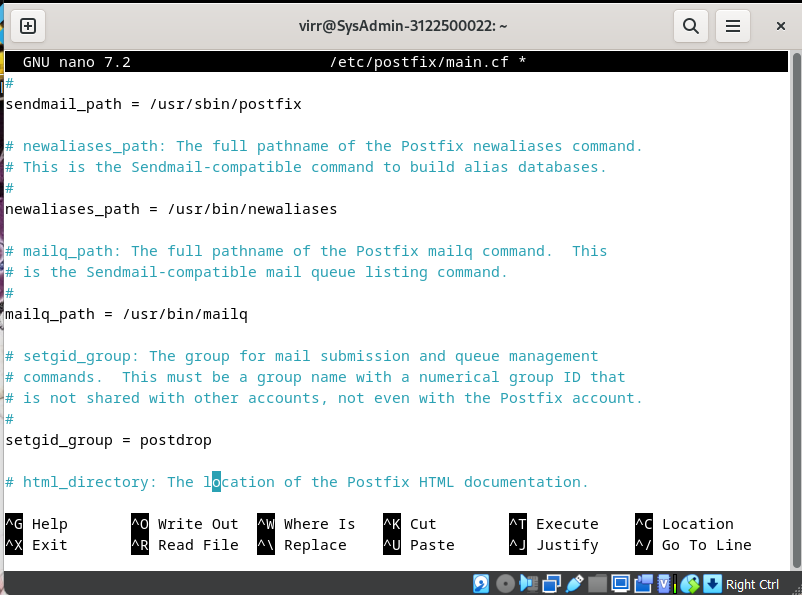 virr@SysAdmin-3122500022: ~
GNU nano 7.2 /etc/postfix/main.cf *
#
sendmail_path = /usr/sbin/postfix
# newaliases_path: The full pathname of the Postfix newaliases command.
# This is the Sendmail-compatible command to build alias databases.
#
newaliases_path = /usr/bin/newaliases
# mailq_path: The full pathname of the Postfix mailq command.  This
# is the Sendmail-compatible mail queue listing command.
#
mailq_path = /usr/bin/mailq
# setgid_group: The group for mail submission and queue management
# commands.  This must be a group name with a numerical group ID that
# is not shared with other accounts, not even with the Postfix account.
#
setgid_group = postdrop
# html_directory: The location of the Postfix HTML documentation.
^G Help ^O Write Out ^W Where Is ^K Cut ^T Execute ^C Location
^X Exit ^R Read File ^\ Replace ^U Paste ^J Justify ^/ Go To Line
Right Ctrl